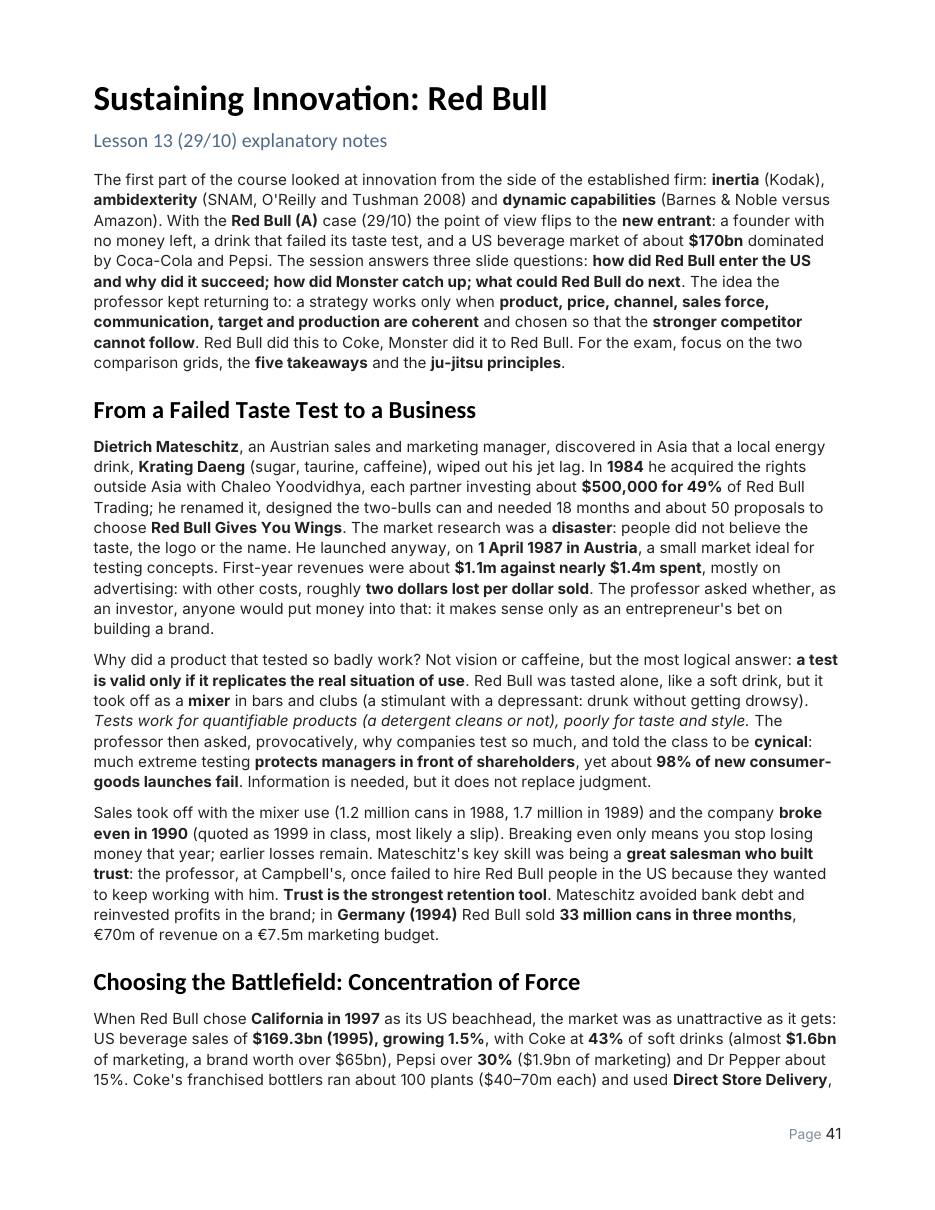 Sustaining Innovation: Red Bull
Lesson 13 (29/10) explanatory notes
The first part of the course looked at innovation from the side of the established firm: inertia (Kodak),
ambidexterity (SNAM, O'Reilly and Tushman 2008) and dynamic capabilities (Barnes & Noble versus
Amazon). With the Red Bull (A) case (29/10) the point of view flips to the new entrant: a founder with
no money left, a drink that failed its taste test, and a US beverage market of about $170bn dominated
by Coca-Cola and Pepsi. The session answers three slide questions: how did Red Bull enter the US
and why did it succeed; how did Monster catch up; what could Red Bull do next. The idea the
professor kept returning to: a strategy works only when product, price, channel, sales force,
communication, target and production are coherent and chosen so that the stronger competitor
cannot follow. Red Bull did this to Coke, Monster did it to Red Bull. For the exam, focus on the two
comparison grids, the five takeaways and the ju-jitsu principles.
From a Failed Taste Test to a Business
Dietrich Mateschitz, an Austrian sales and marketing manager, discovered in Asia that a local energy
drink, Krating Daeng (sugar, taurine, caffeine), wiped out his jet lag. In 1984 he acquired the rights
outside Asia with Chaleo Yoodvidhya, each partner investing about $500,000 for 49% of Red Bull
Trading; he renamed it, designed the two-bulls can and needed 18 months and about 50 proposals to
choose Red Bull Gives You Wings. The market research was a disaster: people did not believe the
taste, the logo or the name. He launched anyway, on 1 April 1987 in Austria, a small market ideal for
testing concepts. First-year revenues were about $1.1m against nearly $1.4m spent, mostly on
advertising: with other costs, roughly two dollars lost per dollar sold. The professor asked whether, as
an investor, anyone would put money into that: it makes sense only as an entrepreneur's bet on
building a brand.
Why did a product that tested so badly work? Not vision or caffeine, but the most logical answer: a test
is valid only if it replicates the real situation of use. Red Bull was tasted alone, like a soft drink, but it
took off as a mixer in bars and clubs (a stimulant with a depressant: drunk without getting drowsy).
Tests work for quantifiable products (a detergent cleans or not), poorly for taste and style. The
professor then asked, provocatively, why companies test so much, and told the class to be cynical:
much extreme testing protects managers in front of shareholders, yet about 98% of new consumer-
goods launches fail. Information is needed, but it does not replace judgment.
Sales took off with the mixer use (1.2 million cans in 1988, 1.7 million in 1989) and the company broke
even in 1990 (quoted as 1999 in class, most likely a slip). Breaking even only means you stop losing
money that year; earlier losses remain. Mateschitz's key skill was being a great salesman who built
trust: the professor, at Campbell's, once failed to hire Red Bull people in the US because they wanted
to keep working with him. Trust is the strongest retention tool. Mateschitz avoided bank debt and
reinvested profits in the brand; in Germany (1994) Red Bull sold 33 million cans in three months,
€70m of revenue on a €7.5m marketing budget.
Choosing the Battlefield: Concentration of Force
When Red Bull chose California in 1997 as its US beachhead, the market was as unattractive as it gets:
US beverage sales of $169.3bn (1995), growing 1.5%, with Coke at 43% of soft drinks (almost $1.6bn
of marketing, a brand worth over $65bn), Pepsi over 30% ($1.9bn of marketing) and Dr Pepper about
15%. Coke's franchised bottlers ran about 100 plants ($40–70m each) and used Direct Store Delivery,
Page 41